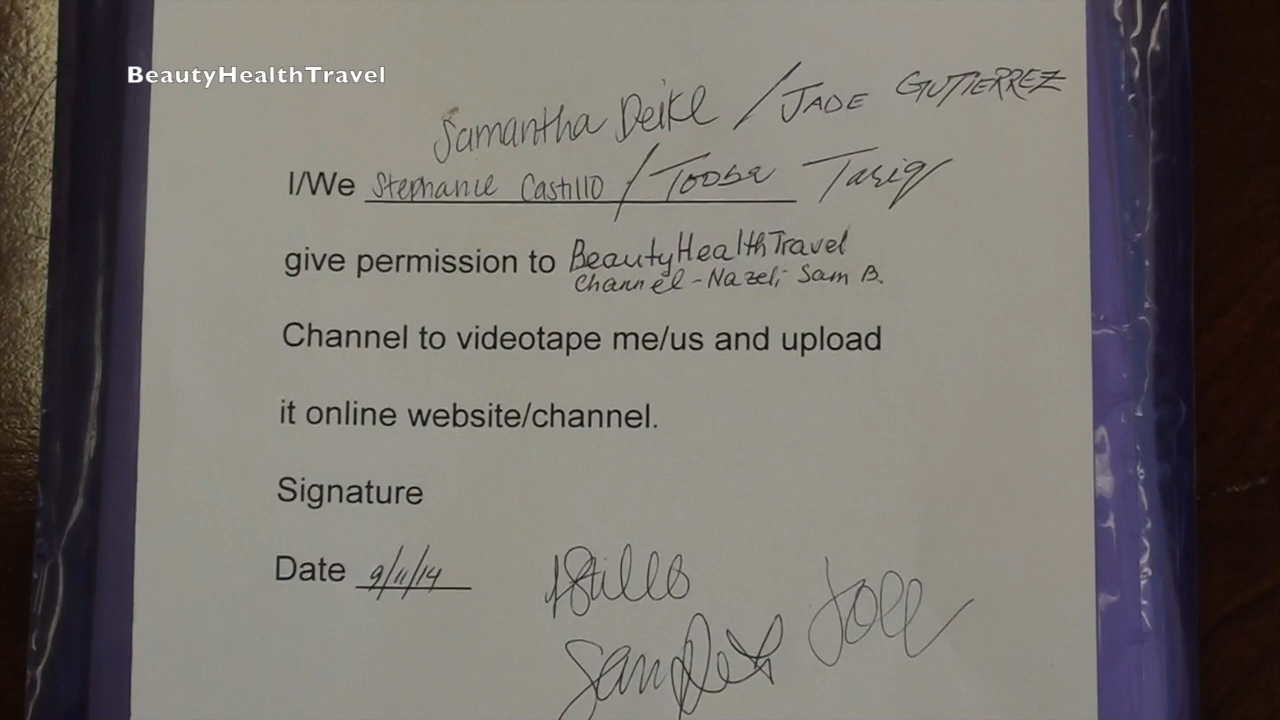 BeautyHealthTravel
Samantha Deike / JADE GUTIERREZ
I/We Stephanie Castillo / Tooba Tariq
give permission to BeautyHealthTravel
Channel - Nazeli Sam B.
Channel to videotape me/us and upload
it online website/channel.
Signature
Date 9/11/14